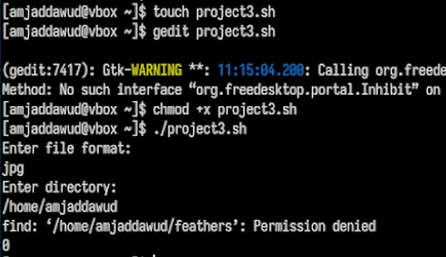 [amjaddawud@vbox ~]$ touch project3.sh
[amjaddawud@vbox ~]$ gedit project3.sh
(gedit:7417): Gtk-WARNING **: 11:15:04.200: Calling org.freede
Method: No such interface “org.freedesktop.portal.Inhibit” on
[amjaddawud@vbox ~]$ chmod +x project3.sh
[amjaddawud@vbox ~]$ ./project3.sh
Enter file format:
jpg
Enter directory:
/home/amjaddawud
find: ‘/home/amjaddawud/feathers’: Permission denied
0